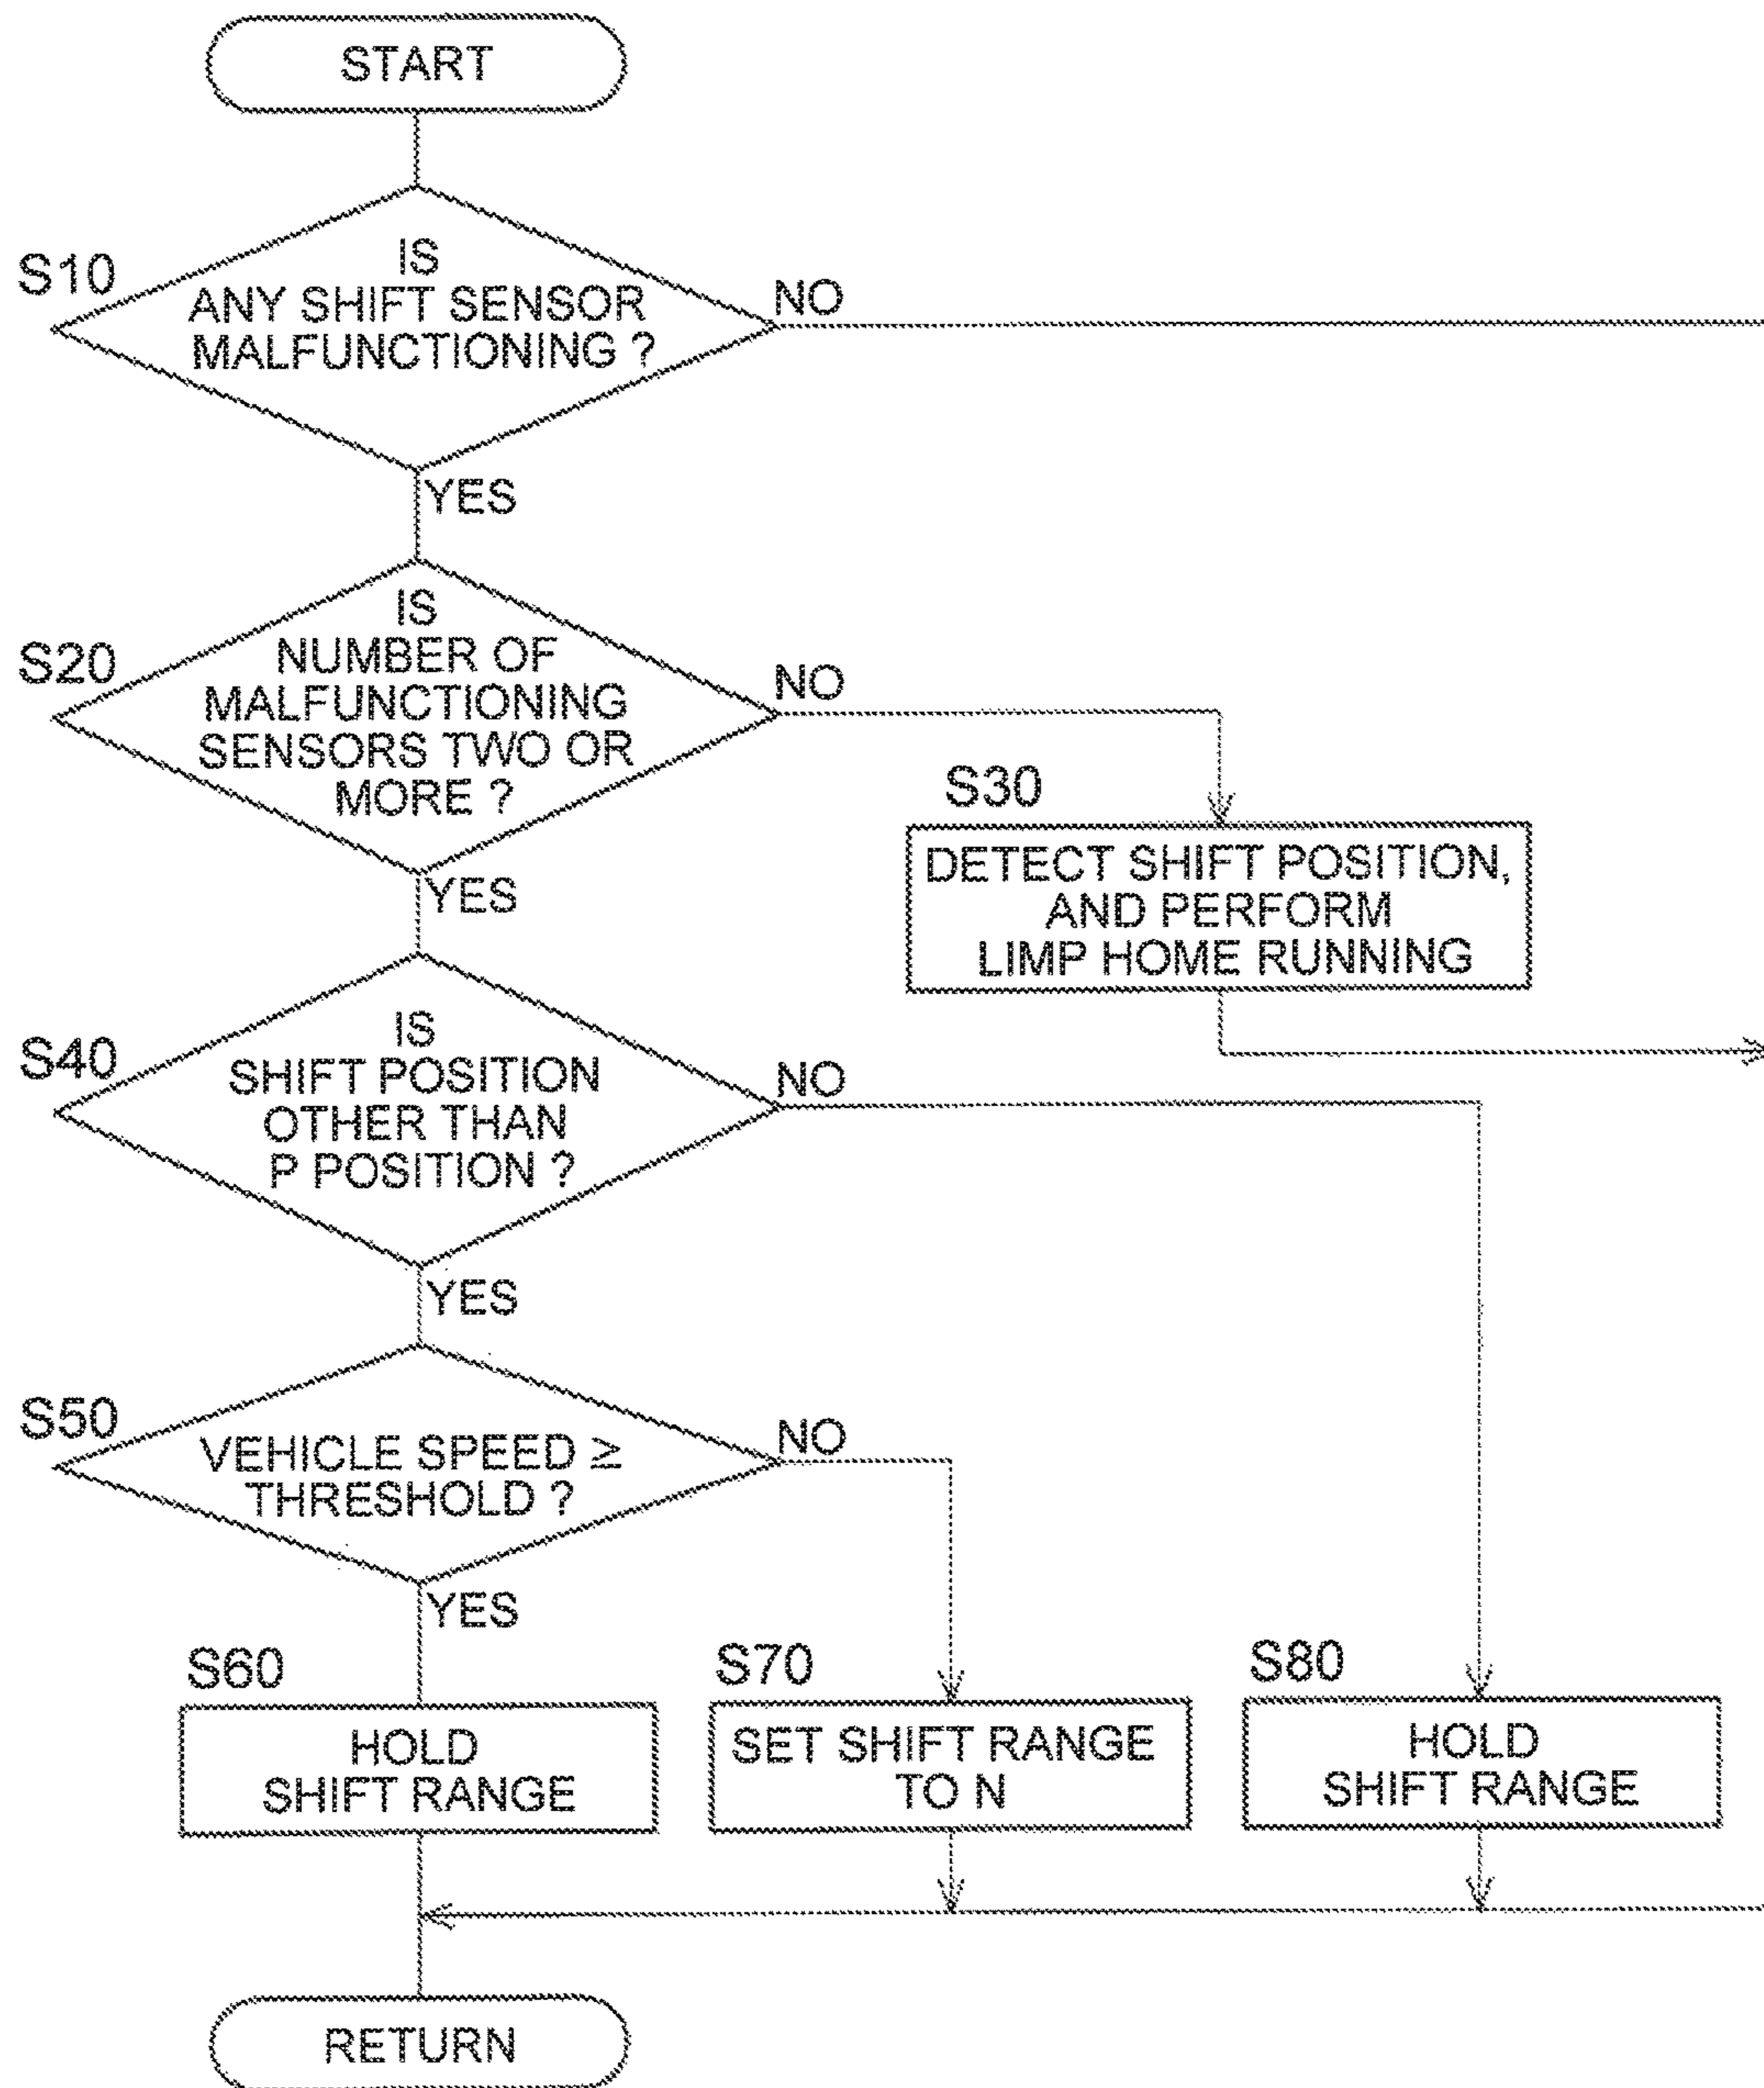 START
S10
IS
ANY SHIFT SENSOR
MALFUNCTIONING ?
NO
YES
S20
IS
NUMBER OF
MALFUNCTIONING
SENSORS TWO OR
MORE ?
NO
YES
S30
DETECT SHIFT POSITION,
AND PERFORM
LIMP HOME RUNNING
S40
IS
SHIFT POSITION
OTHER THAN
P POSITION ?
NO
YES
S50
VEHICLE SPEED ≥
THRESHOLD ?
NO
YES
S60
HOLD
SHIFT RANGE
S70
SET SHIFT RANGE
TO N
S80
HOLD
SHIFT RANGE
RETURN